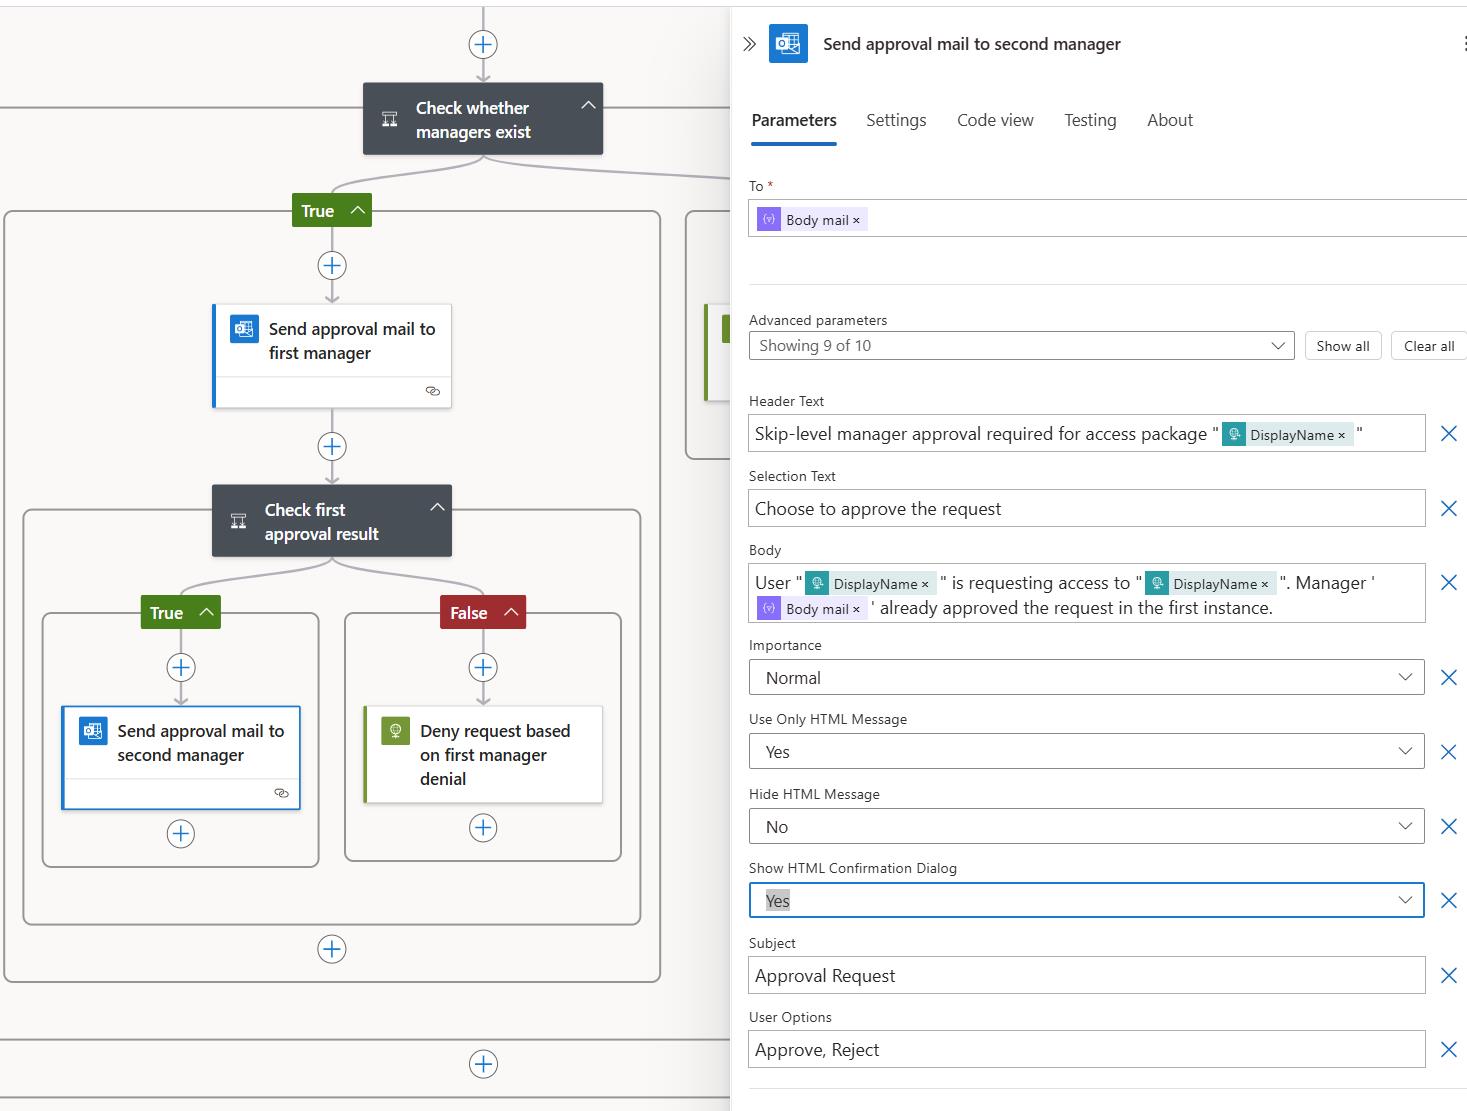 Check whether
managers exist
True
Send approval mail to
first manager
Check first
approval result
True
False
Send approval mail to
second manager
Deny request based
on first manager
denial
Send approval mail to second manager
Parameters Settings Code view Testing About
To *
Body mail ×
Advanced parameters
Showing 9 of 10 Show all Clear all
Header Text
Skip-level manager approval required for access package " DisplayName × "
Selection Text
Choose to approve the request
Body
User " DisplayName × " is requesting access to " DisplayName × ". Manager '
Body mail × ' already approved the request in the first instance.
Importance
Normal
Use Only HTML Message
Yes
Hide HTML Message
No
Show HTML Confirmation Dialog
Yes
Subject
Approval Request
User Options
Approve, Reject